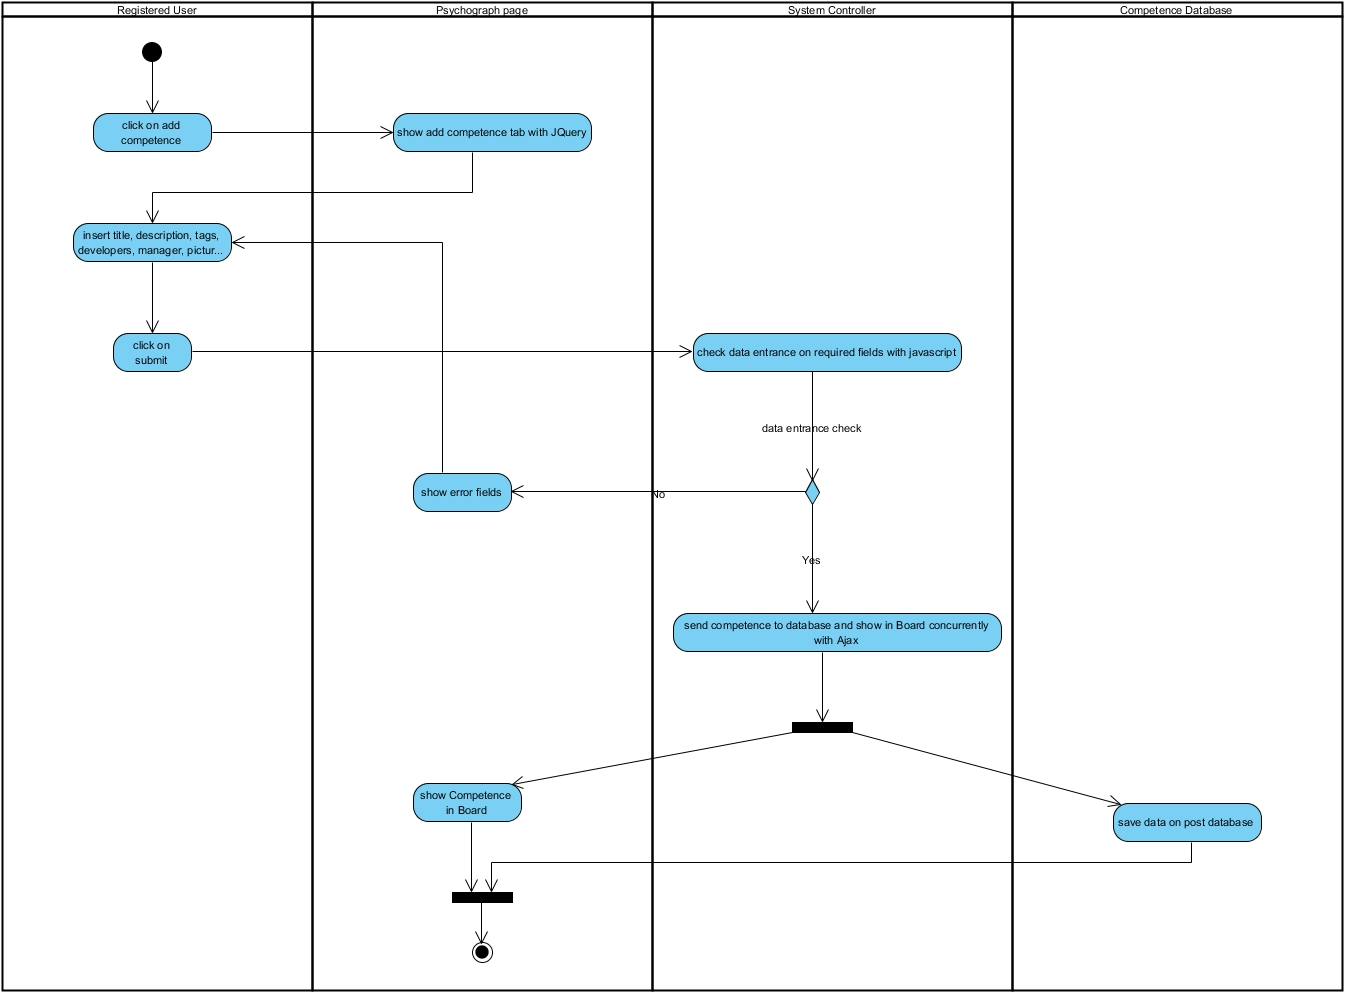 Registered User
Psychograph page
System Controller
Competence Database
click on add
competence
show add competence tab with JQuery
insert title, description, tags,
developers, manager, pictur...
click on
submit
check data entrance on required fields with javascript
data entrance check
show error fields
No
Yes
send competence to database and show in Board concurrently
with Ajax
show Competence
in Board
save data on post database